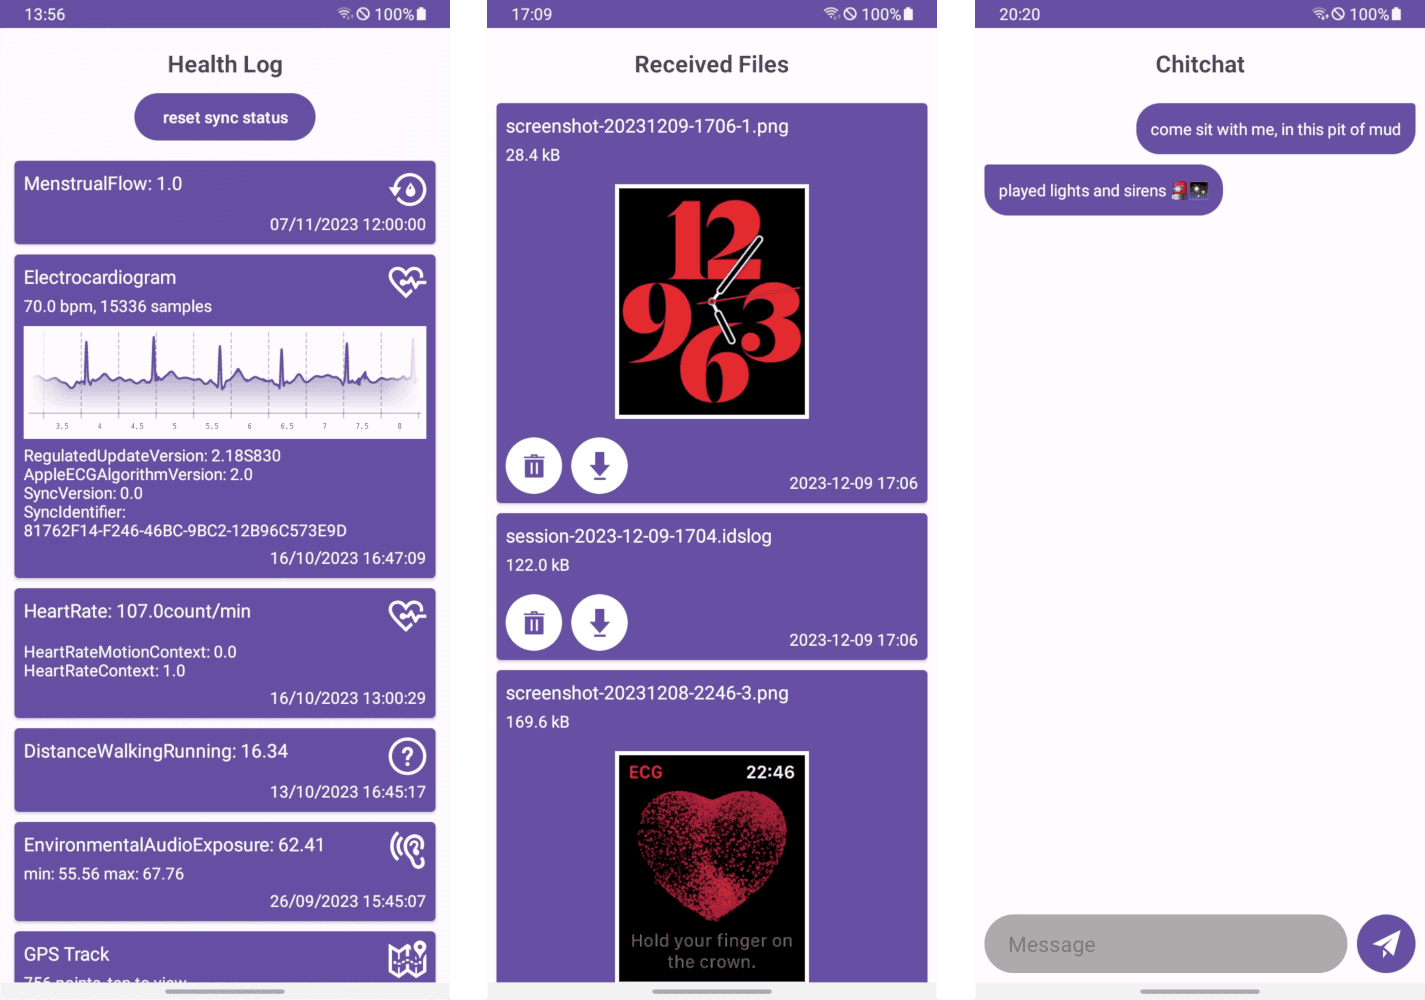 13:56
100%
Health Log
reset sync status
MenstrualFlow: 1.0
07/11/2023 12:00:00
Electrocardiogram
70.0 bpm, 15336 samples
3.5 4 4.5 5 5.5 6 6.5 7 7.5 8
RegulatedUpdateVersion: 2.18S830
AppleECGAlgorithmVersion: 2.0
SyncVersion: 0.0
SyncIdentifier:
81762F14-F246-46BC-9BC2-12B96C573E9D
16/10/2023 16:47:09
HeartRate: 107.0count/min
HeartRateMotionContext: 0.0
HeartRateContext: 1.0
16/10/2023 13:00:29
DistanceWalkingRunning: 16.34
13/10/2023 16:45:17
EnvironmentalAudioExposure: 62.41
min: 55.56 max: 67.76
26/09/2023 15:45:07
GPS Track
756 points, tap to view
17:09
100%
Received Files
screenshot-20231209-1706-1.png
28.4 kB
12
9 3
6
2023-12-09 17:06
session-2023-12-09-1704.idslog
122.0 kB
2023-12-09 17:06
screenshot-20231208-2246-3.png
169.6 kB
ECG 22:46
Hold your finger on
the crown.
20:20
100%
Chitchat
come sit with me, in this pit of mud
played lights and sirens 🚨🎆
Message